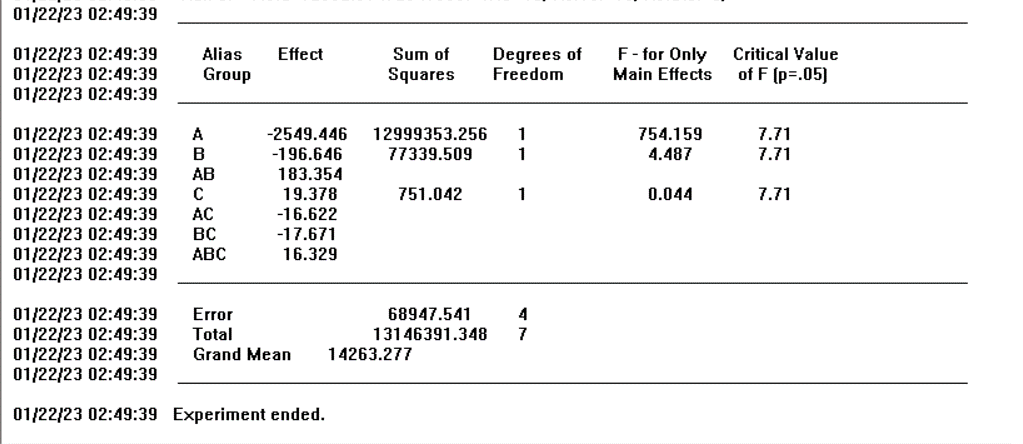 01/22/23 02:49:39
01/22/23 02:49:39 Alias Effect Sum of Degrees of F - for Only Critical Value
01/22/23 02:49:39 Group Squares Freedom Main Effects of F (p=.05)
01/22/23 02:49:39
01/22/23 02:49:39 A -2549.446 12999353.256 1 754.159 7.71
01/22/23 02:49:39 B -196.646 77339.509 1 4.487 7.71
01/22/23 02:49:39 AB 183.354
01/22/23 02:49:39 C 19.378 751.042 1 0.044 7.71
01/22/23 02:49:39 AC -16.622
01/22/23 02:49:39 BC -17.671
01/22/23 02:49:39 ABC 16.329
01/22/23 02:49:39
01/22/23 02:49:39 Error 68947.541 4
01/22/23 02:49:39 Total 13146391.348 7
01/22/23 02:49:39 Grand Mean 14263.277
01/22/23 02:49:39
01/22/23 02:49:39 Experiment ended.